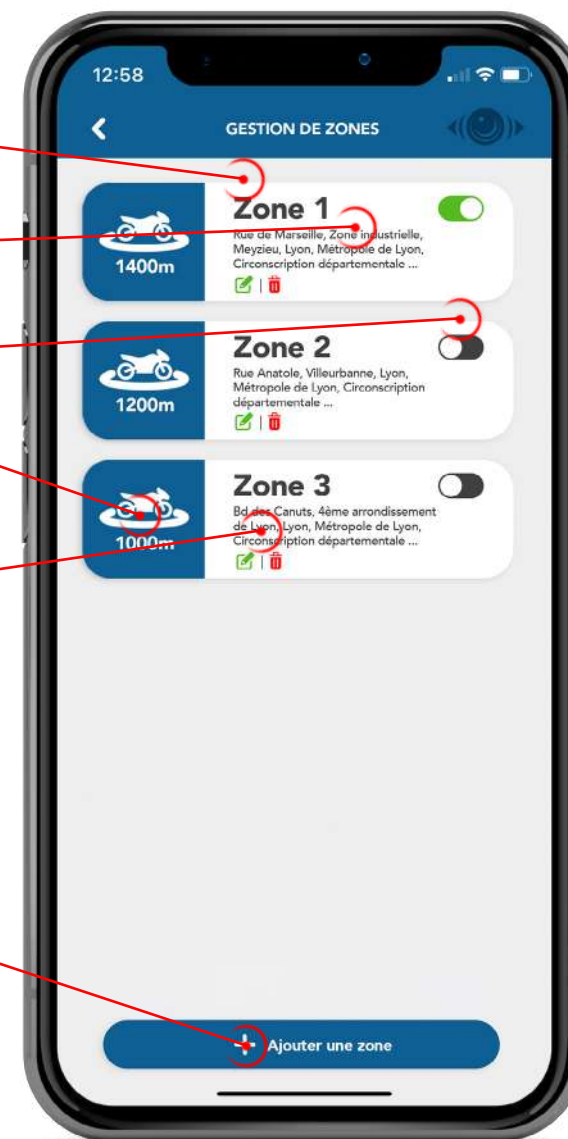 12:58
GESTION DE ZONES
Zone 1
Rue de Marseille, Zone industrielle,
Meyzieu, Lyon, Métropole de Lyon,
Circonscription départementale ...
1400m
Zone 2
Rue Anatole, Villeurbanne, Lyon,
Métropole de Lyon, Circonscription
départementale ...
1200m
Zone 3
Bd des Canuts, 4ème arrondissement
de Lyon, Lyon, Métropole de Lyon,
Circonscription départementale ...
1000m
Ajouter une zone